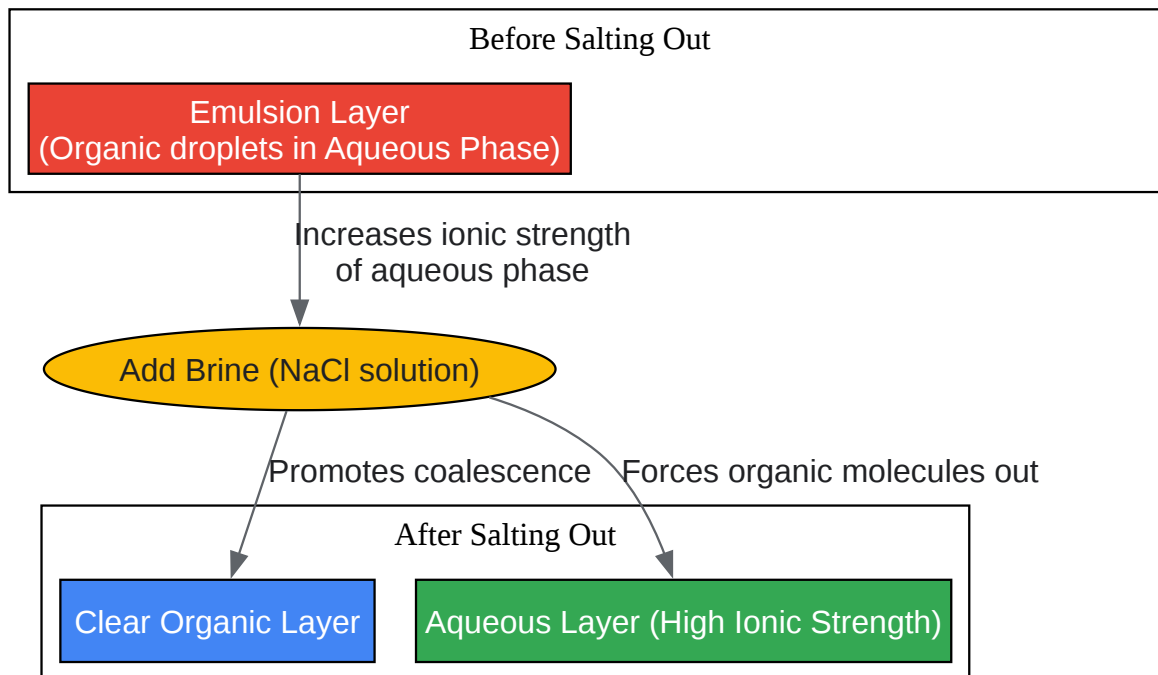 Before Salting Out
Emulsion Layer
(Organic droplets in Aqueous Phase)
Increases ionic strength
of aqueous phase
Add Brine (NaCl solution)
Promotes coalescence
Forces organic molecules out
After Salting Out
Clear Organic Layer
Aqueous Layer (High Ionic Strength)